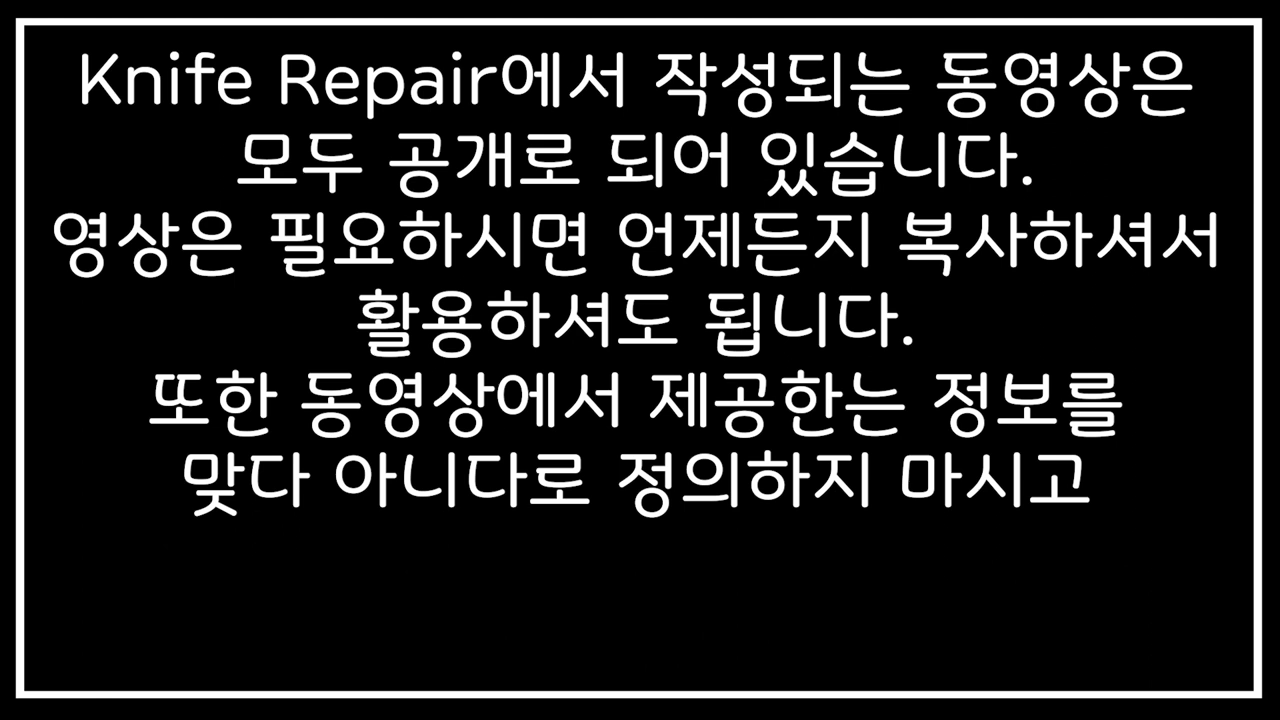 Knife Repair에서 작성되는 동영상은
모두 공개로 되어 있습니다.
영상은 필요하시면 언제든지 복사하셔서
활용하셔도 됩니다.
또한 동영상에서 제공한는 정보를
맞다 아니다로 정의하지 마시고